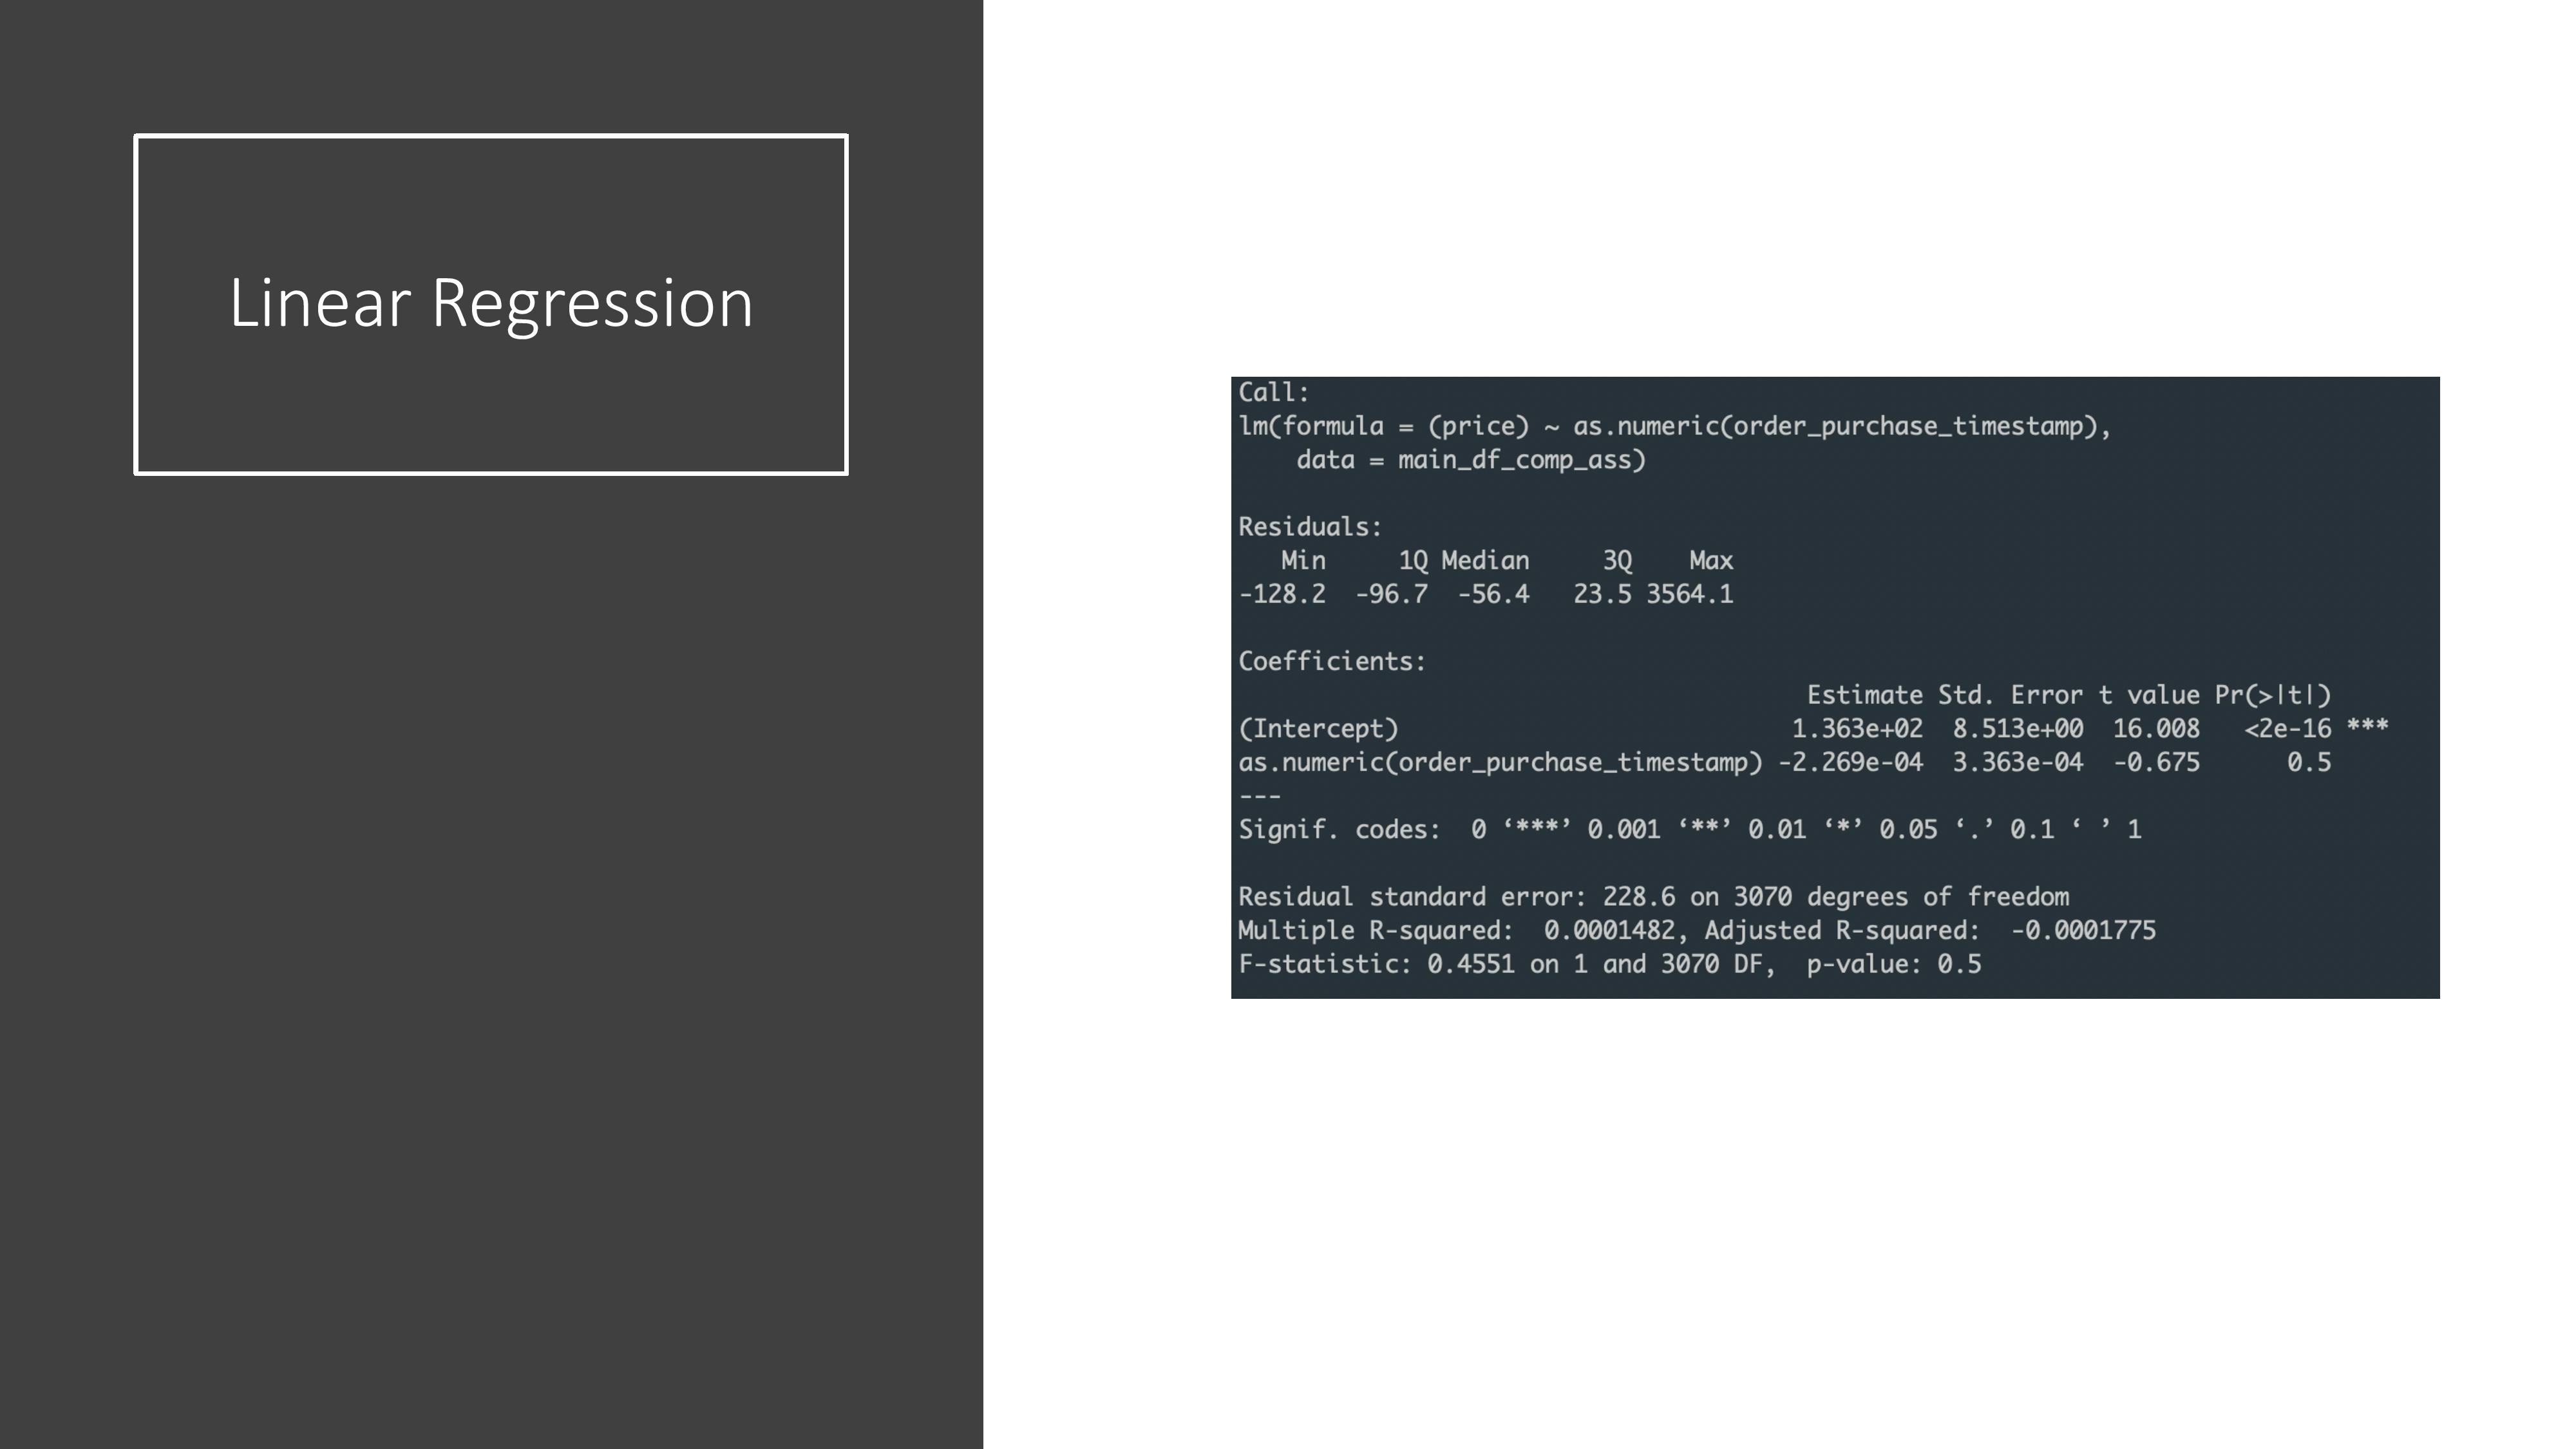 Linear Regression
Call:
lm(formula = (price) ~ as.numeric(order_purchase_timestamp),
    data = main_df_comp_ass)
Residuals:
   Min     1Q Median     3Q    Max
-128.2  -96.7  -56.4   23.5 3564.1
Coefficients:
                                       Estimate Std. Error t value Pr(>|t|)
(Intercept)                           1.363e+02  8.513e+00  16.008   <2e-16 ***
as.numeric(order_purchase_timestamp) -2.269e-04  3.363e-04  -0.675      0.5
---
Signif. codes:  0 ‘***’ 0.001 ‘**’ 0.01 ‘*’ 0.05 ‘.’ 0.1 ‘ ’ 1
Residual standard error: 228.6 on 3070 degrees of freedom
Multiple R-squared:  0.0001482, Adjusted R-squared:  -0.0001775
F-statistic: 0.4551 on 1 and 3070 DF,  p-value: 0.5